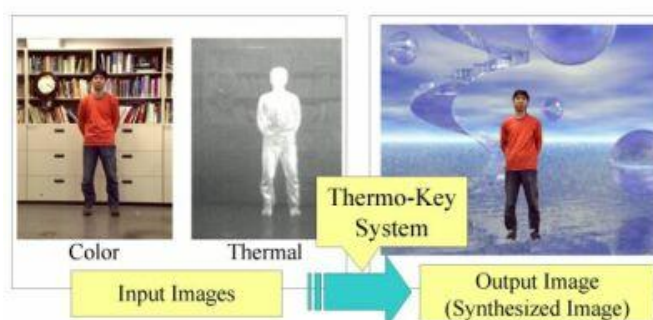 Color
Thermal
Input Images
Thermo-Key
System
Output Image
(Synthesized Image)